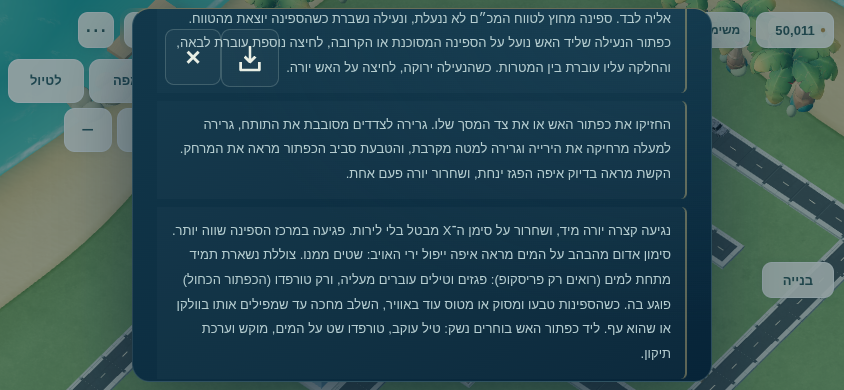 50,011
משימ
...
לטיול
מפה
—
בנייה
אליה לבד. ספינה מחוץ לטווח המכ״ם לא ננעלת, ונעילה נשברת כשהספינה יוצאת מהטווח.
כפתור הנעילה שליד האש נועל על הספינה המסוכנת או הקרובה, לחיצה נוספת עוברת לבאה,
והחלקה עליו עוברת בין המטרות. כשהנעילה ירוקה, לחיצה על האש יורה.
החזיקו את כפתור האש או את צד המסך שלו. גרירה לצדדים מסובבת את התותח, גרירה
למעלה מרחיקה את הירייה וגרירה למטה מקרבת, והטבעת סביב הכפתור מראה את המרחק.
הקשת מראה בדיוק איפה הפגז ינחת, ושחרור יורה פעם אחת.
נגיעה קצרה יורה מיד, ושחרור על סימן ה־X מבטל בלי לירות. פגיעה במרכז הספינה שווה יותר.
סימון אדום מהבהב על המים מראה איפה ייפול ירי האויב: שטים ממנו. צוללת נשארת תמיד
מתחת למים (רואים רק פריסקופ): פגזים וטילים עוברים מעליה, ורק טורפדו (הכפתור הכחול)
פוגע בה. כשהספינות טבעו ומסוק או מטוס עוד באוויר, השלב מחכה עד שמפילים אותו בוולקן
או שהוא עף. ליד כפתור האש בוחרים נשק: טיל עוקב, טורפדו שט על המים, מוקש וערכת
תיקון.